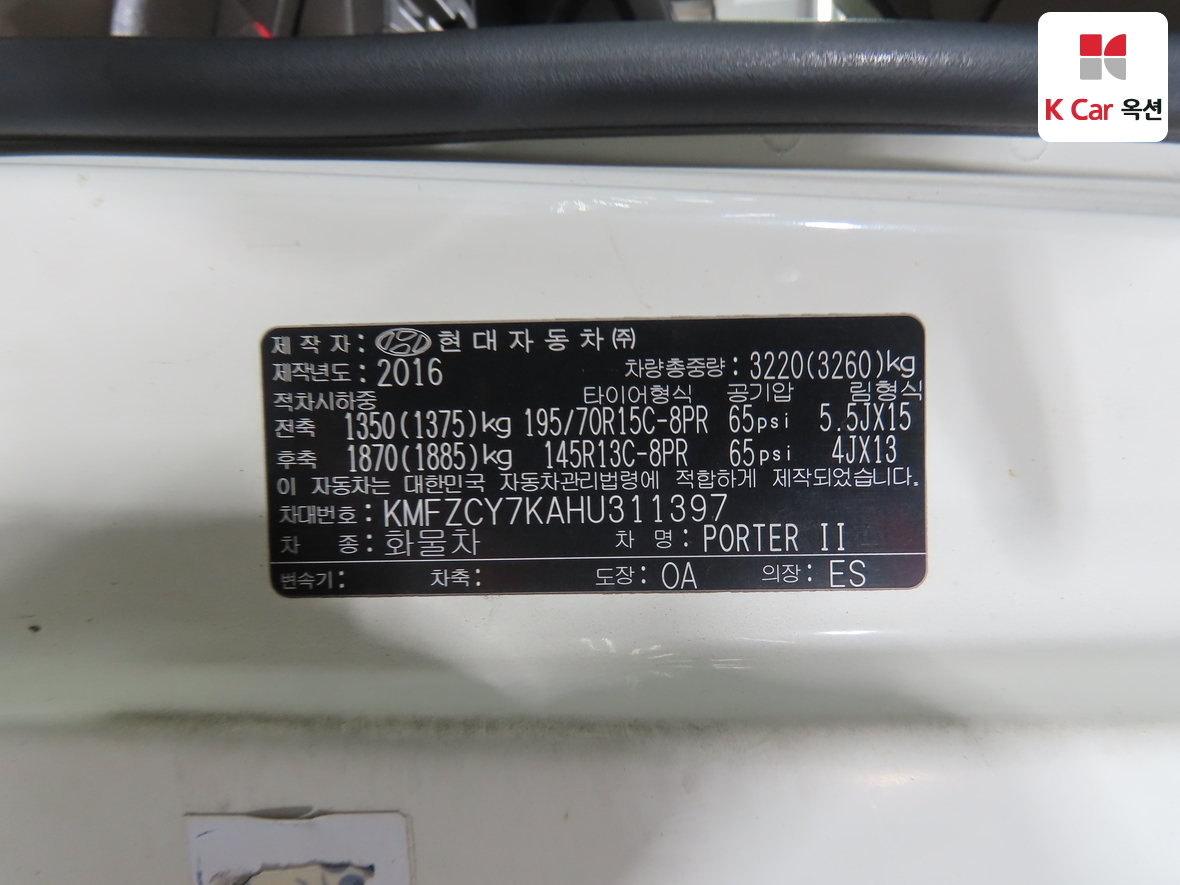 K Car 옥션
제 작 자 : 현 대 자 동 차 ㈜
제작년도 : 2016 차량총중량 : 3220(3260)kg
적차시하중 타이어형식 공기압 림형식
전축 1350(1375)kg 195/70R15C-8PR 65psi 5.5JX15
후축 1870(1885)kg 145R13C-8PR 65psi 4JX13
이 자동차는 대한민국 자동차관리법령에 적합하게 제작되었습니다.
차대번호 : KMFZCY7KAHU311397
차 종 : 화물차 차 명 : PORTER II
변속기 : 차축 : 도장 : OA 의장 : ES